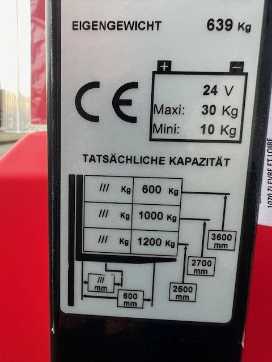 EIGENGEWICHT 639 Kg
+ -
24 V
CE
Maxi: 30 Kg
Mini: 10 Kg
TATSÄCHLICHE KAPAZITÄT
/// Kg 600 Kg
/// Kg 1000 Kg
/// Kg 1200 Kg
3600 mm
2700 mm
2500 mm
/// mm
600 mm